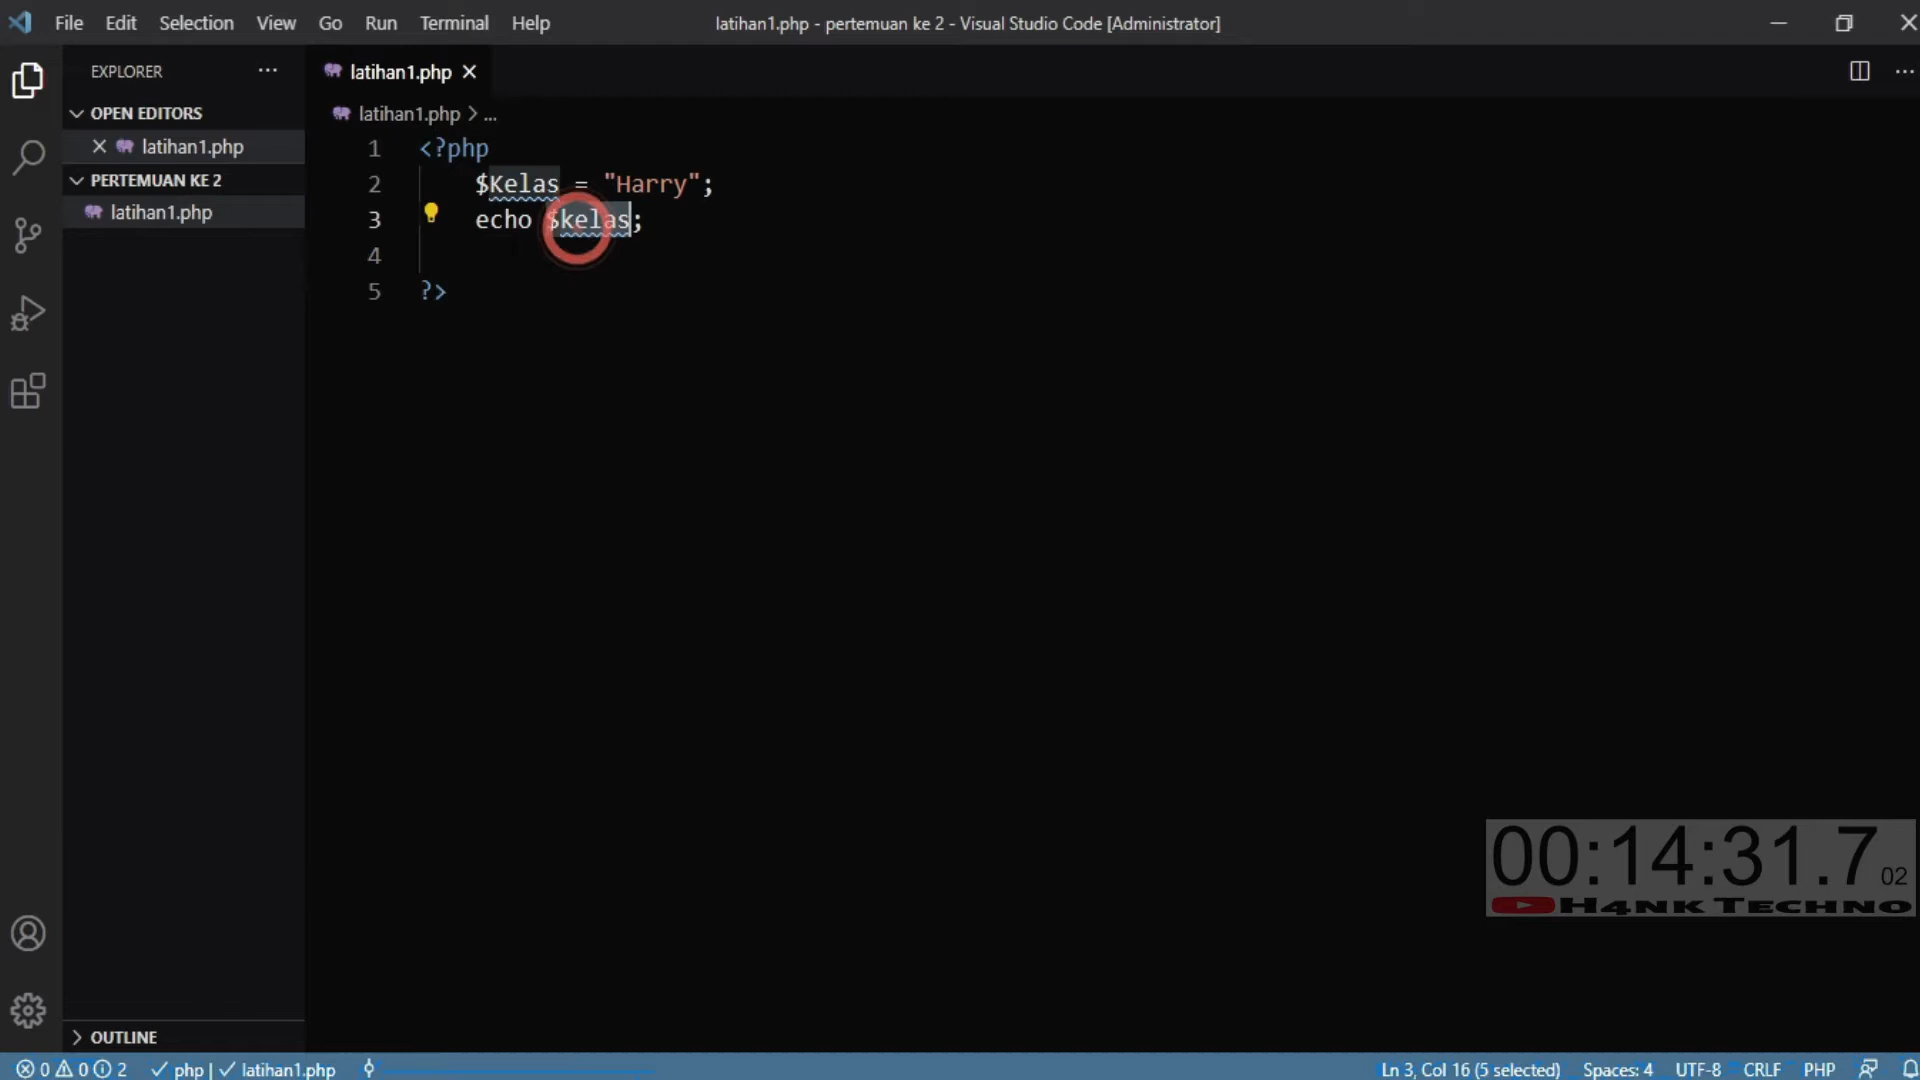 File Edit Selection View Go Run Terminal Help
latihan1.php - pertemuan ke 2 - Visual Studio Code [Administrator]
EXPLORER
OPEN EDITORS
latihan1.php
PERTEMUAN KE 2
latihan1.php
latihan1.php
latihan1.php > ...
1 <?php
2 $Kelas = "Harry";
3 echo $kelas;
4
5 ?>
00:14:31.7 02
H4NK TECHNO
OUTLINE
0 0 2 php | latihan1.php
Ln 3, Col 16 (5 selected) Spaces: 4 UTF-8 CRLF PHP